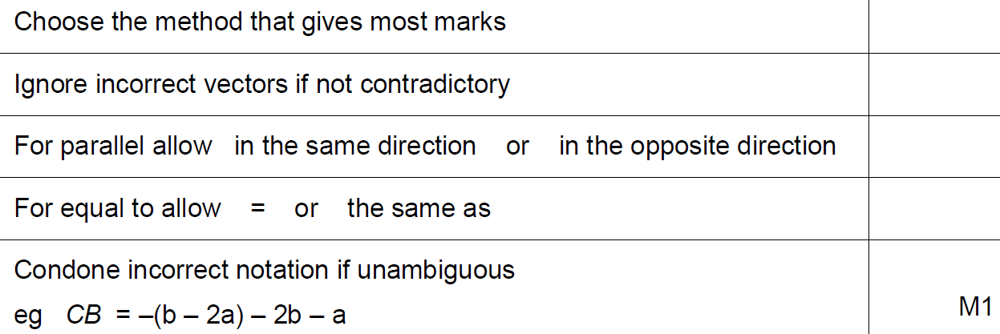 Choose the method that gives most marks
Ignore incorrect vectors if not contradictory
For parallel allow in the same direction or in the opposite direction
For equal to allow = or the same as
Condone incorrect notation if unambiguous
eg CB = –(b – 2a) – 2b – a M1